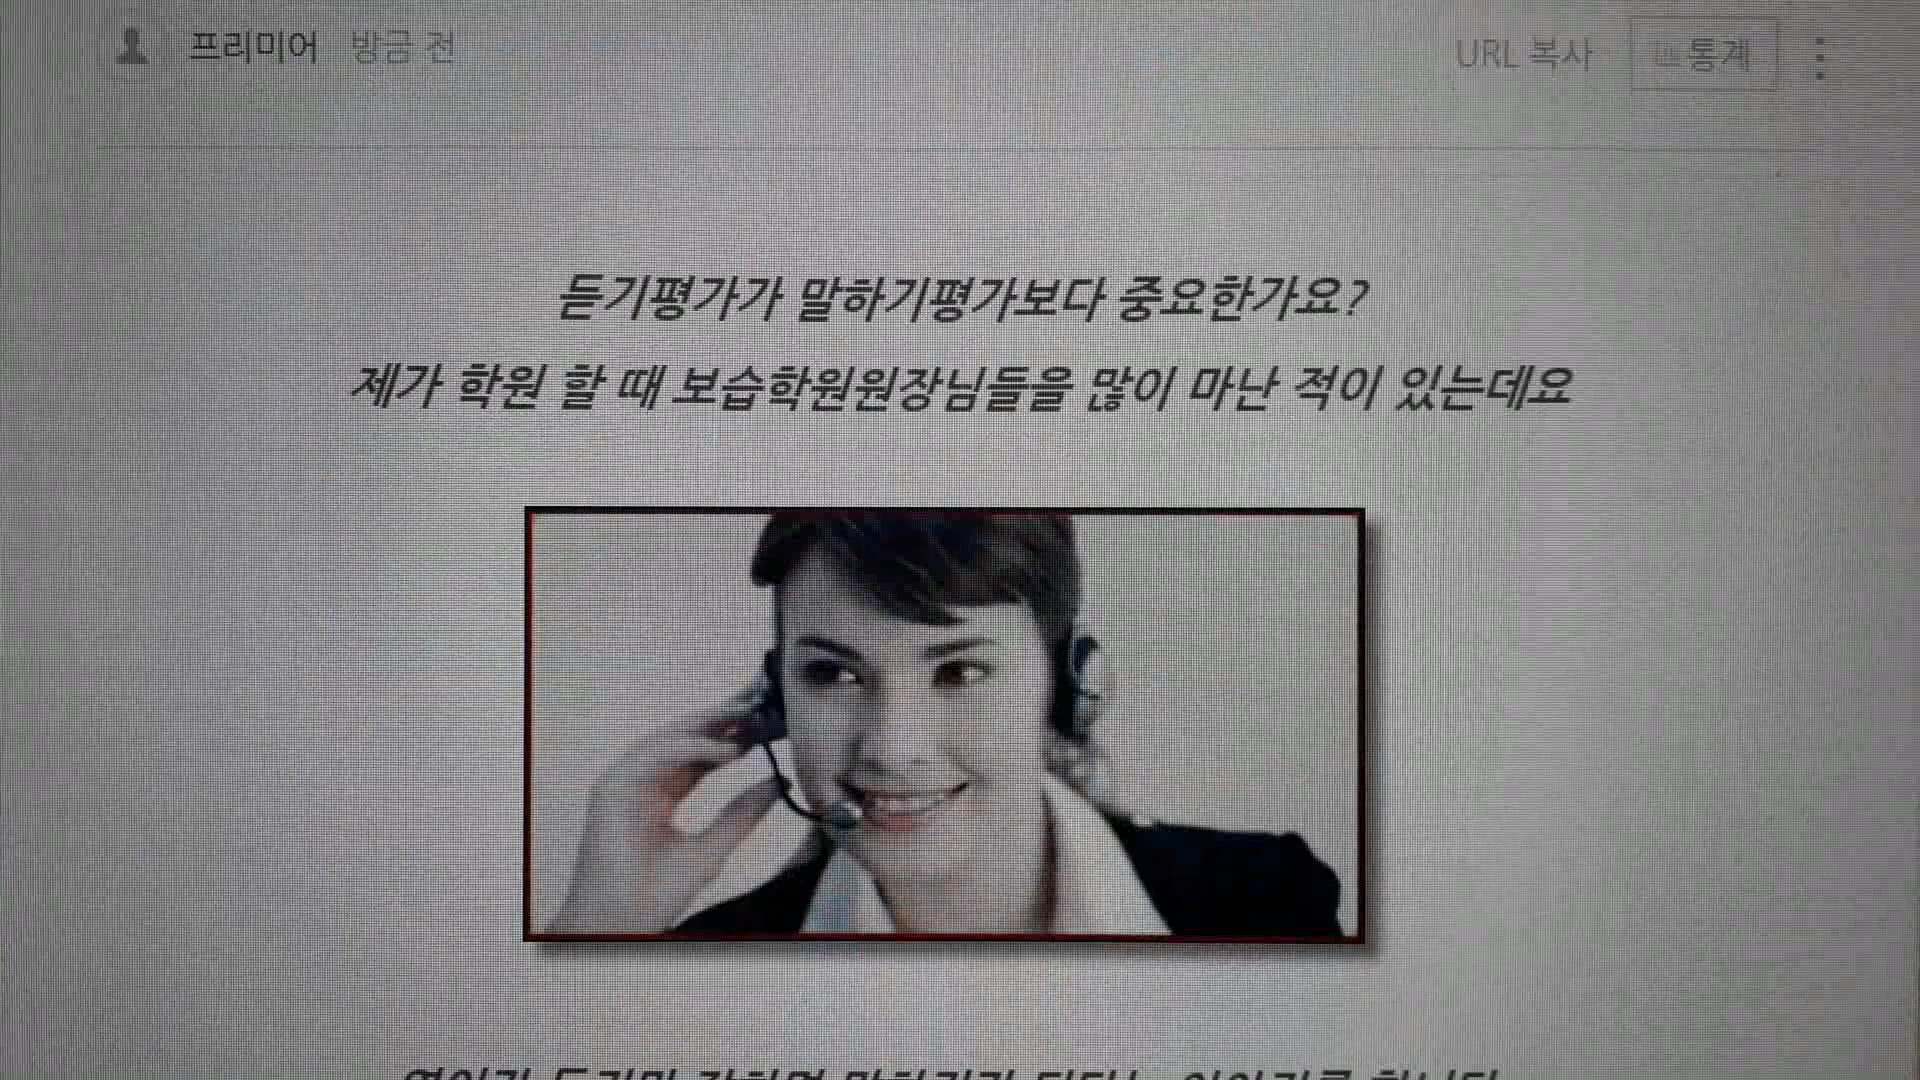 프리미어 방금 전
URL 복사 통계
듣기평가가 말하기평가보다 중요한가요?
제가 학원 할 때 보습학원원장님들을 많이 마난 적이 있는데요